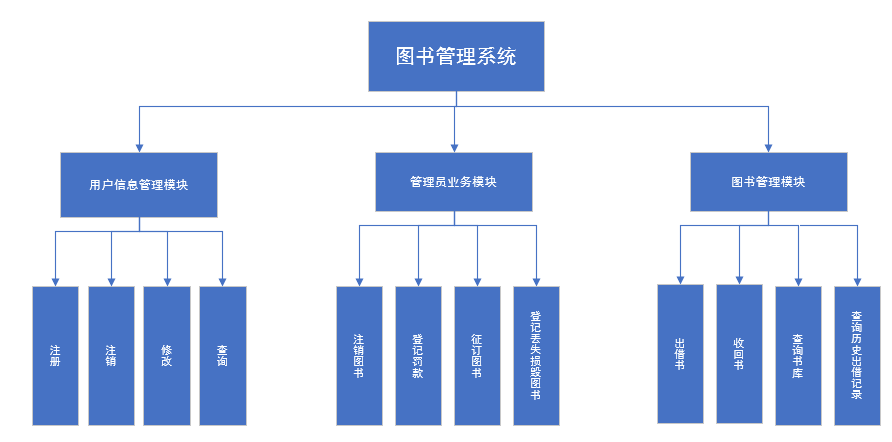 图书管理系统
用户信息管理模块
管理员业务模块
图书管理模块
注册
注销
修改
查询
注销图书
登记罚款
征订图书
登记丢失损毁图书
出借书
收回书
查询书库
查询历史出借记录